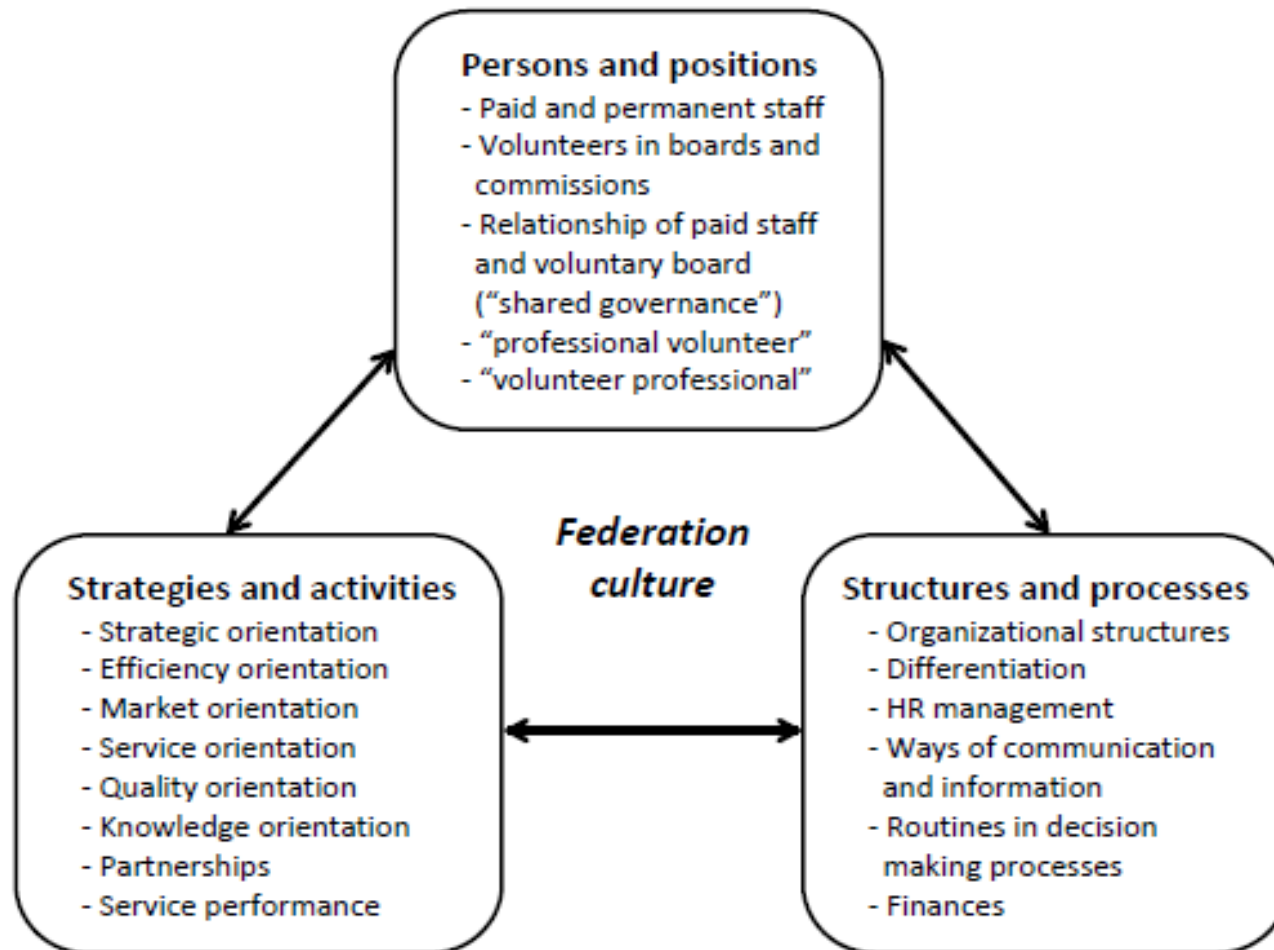 Persons and positions
- Paid and permanent staff
- Volunteers in boards and
commissions
- Relationship of paid staff
and voluntary board
(“shared governance”)
- “professional volunteer”
- “volunteer professional”
Federation
culture
Strategies and activities
- Strategic orientation
- Efficiency orientation
- Market orientation
- Service orientation
- Quality orientation
- Knowledge orientation
- Partnerships
- Service performance
Structures and processes
- Organizational structures
- Differentiation
- HR management
- Ways of communication
and information
- Routines in decision
making processes
- Finances